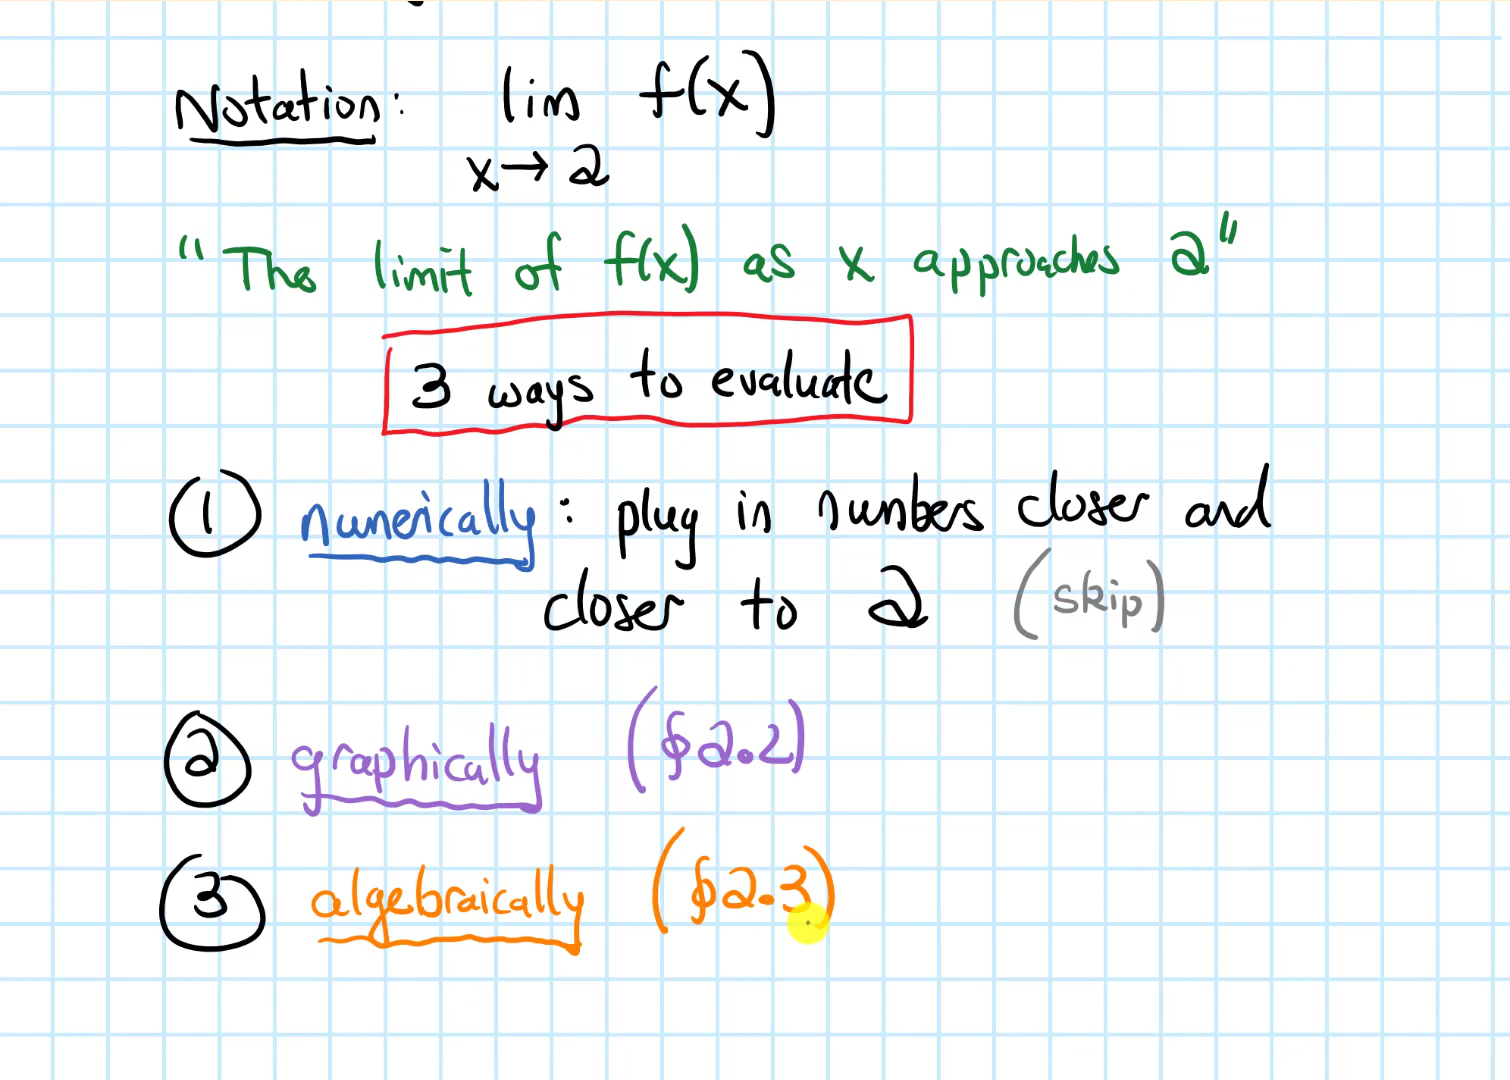 Notation: lim f(x)
x→2
"The limit of f(x) as x approaches 2"
3 ways to evaluate
① numerically: plug in numbers closer and
closer to 2 (skip)
② graphically (§2.2)
③ algebraically (§2.3)